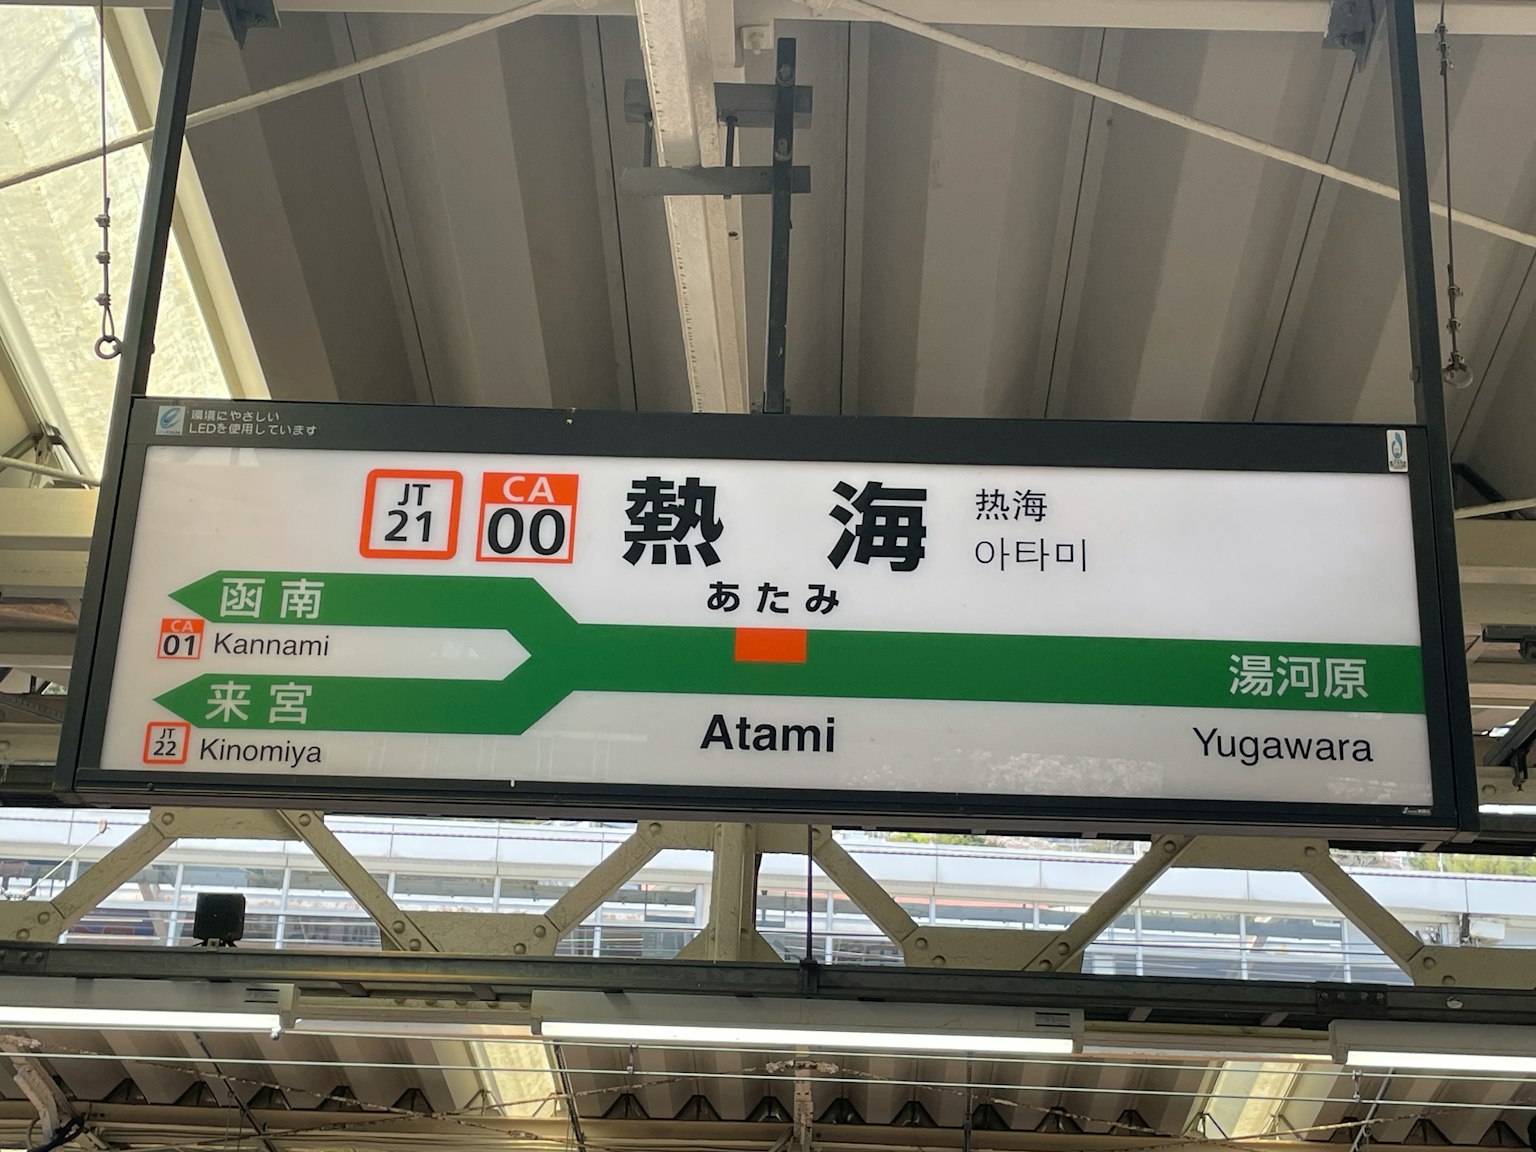 環境にやさしい
LEDを使用しています
JT
21
CA
00
熱海
热海
아타미
あたみ
函南
CA
01
Kannami
来宮
JT
22
Kinomiya
Atami
湯河原
Yugawara